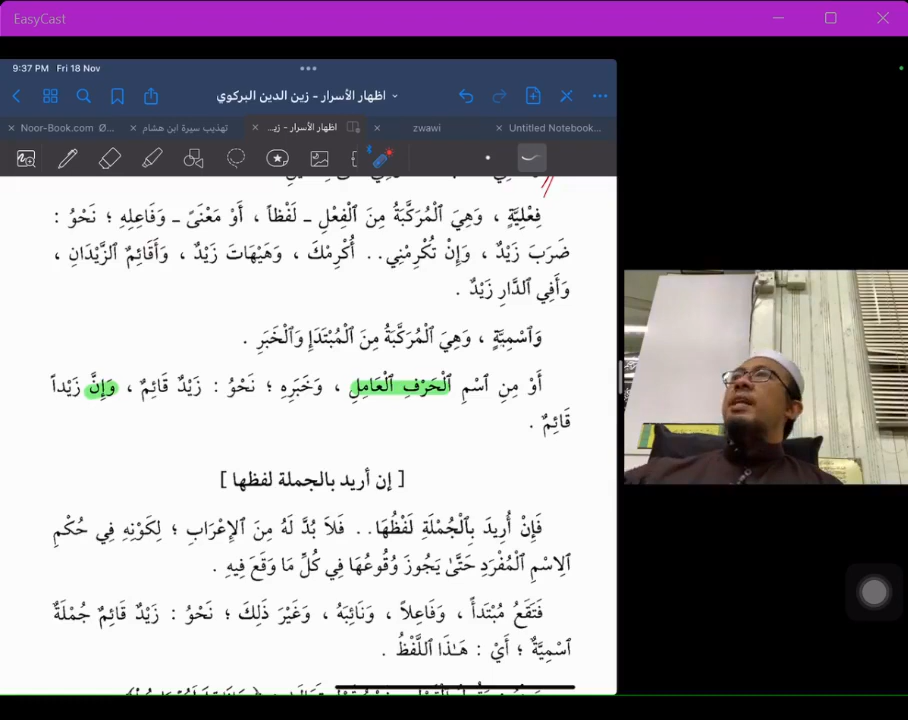 EasyCast
9:37 PM Fri 18 Nov
اظهار الأسرار - زين الدين البركوي
Noor-Book.com
تهذيب سيرة ابن هشام
اظهار الأسرار - زيـ...
zwawi
Untitled Notebook...
فِعْلِيَّةٍ ، وَهِيَ ٱلْمُرَكَّبَةُ مِنَ ٱلْفِعْلِ ـ لَفْظاً ، أَوْ مَعْنَىً ـ وَفَاعِلِهِ ؛ نَحْوُ :
ضَرَبَ زَيْدٌ ، وَإِنْ تُكْرِمْنِي.. أُكْرِمْكَ ، وَهَيْهَاتَ زَيْدٌ ، وَأَقَائِمٌ ٱلزَّيْدَانِ ،
وَأَفِي ٱلدَّارِ زَيْدٌ .
وَٱسْمِيَّةٍ ، وَهِيَ ٱلْمُرَكَّبَةُ مِنَ ٱلْمُبْتَدَإِ وَٱلْخَبَرِ .
أَوْ مِنِ ٱسْمِ ٱلْحَرْفِ ٱلْعَامِلِ ، وَخَبَرِهِ ؛ نَحْوُ : زَيْدٌ قَائِمٌ ، وَإِنَّ زَيْداً
قَائِمٌ .
[ إن أريد بالجملة لفظها ]
فَإِنْ أُرِيدَ بِٱلْجُمْلَةِ لَفْظُهَا.. فَلاَ بُدَّ لَهُ مِنَ ٱلإِعْرَابِ ؛ لِكَوْنِهِ فِي حُكْمِ
ٱلِاسْمِ ٱلْمُفْرَدِ حَتَّىٰ يَجُوزَ وُقُوعُهَا فِي كُلِّ مَا وَقَعَ فِيهِ .
فَتَقَعُ مُبْتَدَأً ، وَفَاعِلاً ، وَنَائِبَهُ ، وَغَيْرَ ذَلِكَ ؛ نَحْوُ : زَيْدٌ قَائِمٌ جُمْلَةٌ
ٱسْمِيَّةٌ ؛ أَيْ : هَـٰذَا ٱللَّفْظُ .